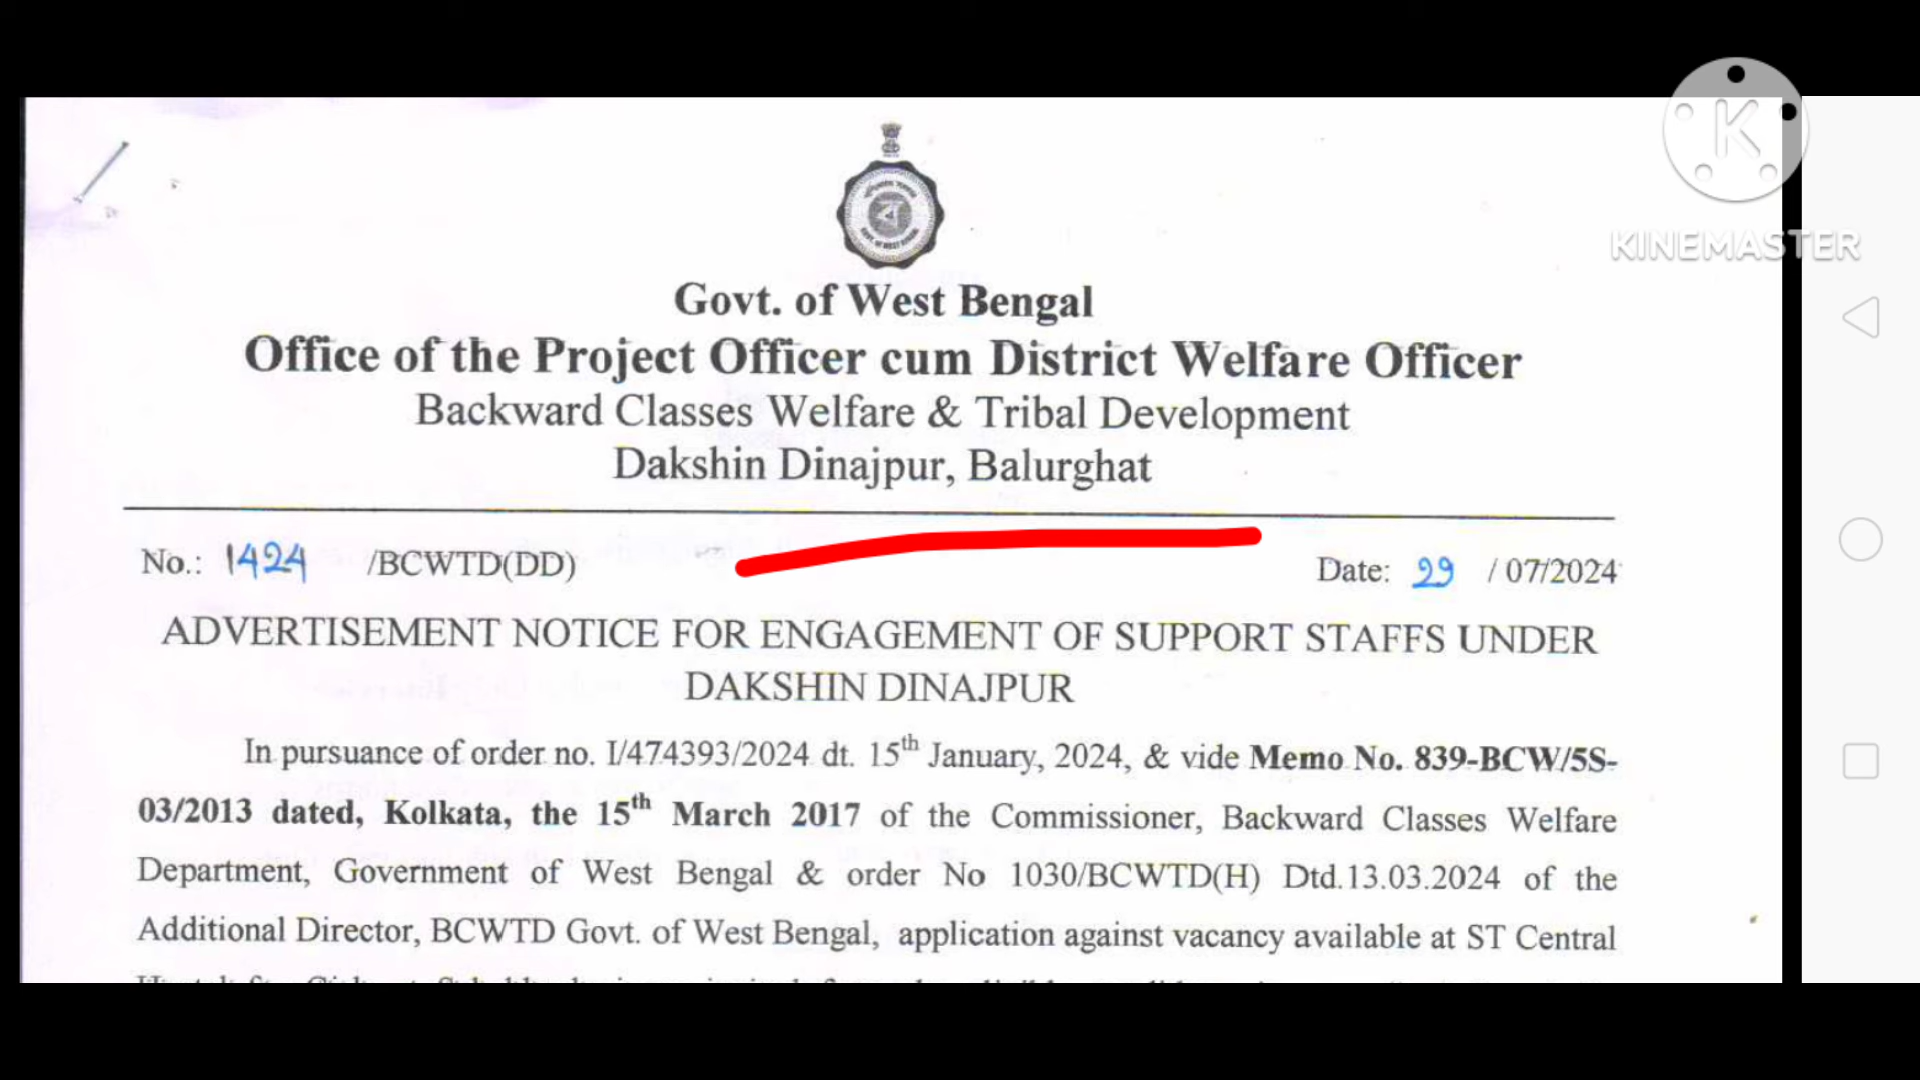 KINEMASTER
Govt. of West Bengal
Office of the Project Officer cum District Welfare Officer
Backward Classes Welfare & Tribal Development
Dakshin Dinajpur, Balurghat
No.: 1424 /BCWTD(DD) Date: 29 / 07/2024
ADVERTISEMENT NOTICE FOR ENGAGEMENT OF SUPPORT STAFFS UNDER
DAKSHIN DINAJPUR
In pursuance of order no. I/474393/2024 dt. 15th January, 2024, & vide Memo No. 839-BCW/5S-
03/2013 dated, Kolkata, the 15th March 2017 of the Commissioner, Backward Classes Welfare
Department, Government of West Bengal & order No 1030/BCWTD(H) Dtd.13.03.2024 of the
Additional Director, BCWTD Govt. of West Bengal, application against vacancy available at ST Central